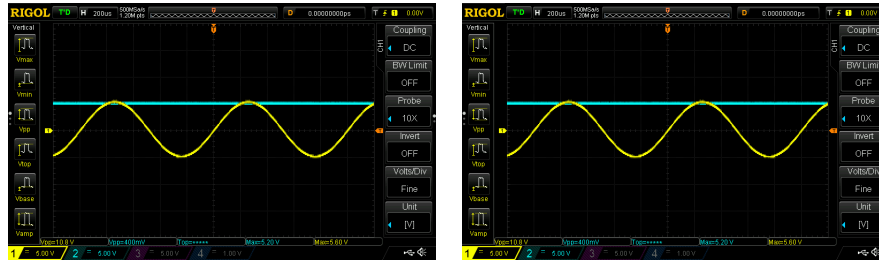 RIGOL T'D H 200us 500MSa/s 1.20M pts D 0.00000000ps T 1 0.00V
Vertical
Vmax
Vmin
Vpp
Vtop
Vbase
Vamp
CH1
Coupling
DC
BW Limit
OFF
Probe
10X
Invert
OFF
Volts/Div
Fine
Unit
[V]
Vpp=10.8 V Vpp=400mV Top=***** Max=5.20 V Max=5.60 V
1 = 5.00 V 2 = 5.00 V 3 = 5.00 V 4 = 1.00 V
RIGOL T'D H 200us 500MSa/s 1.20M pts D 0.00000000ps T 1 0.00V
Vertical
Vmax
Vmin
Vpp
Vtop
Vbase
Vamp
CH1
Coupling
DC
BW Limi
OFF
Probe
10X
Invert
OFF
Volts/Div
Fine
Unit
[V]
Vpp=10.8 V Vpp=400mV Top=***** Max=5.20 V Max=5.60 V
1 = 5.00 V 2 = 5.00 V 3 = 5.00 V 4 = 1.00 V